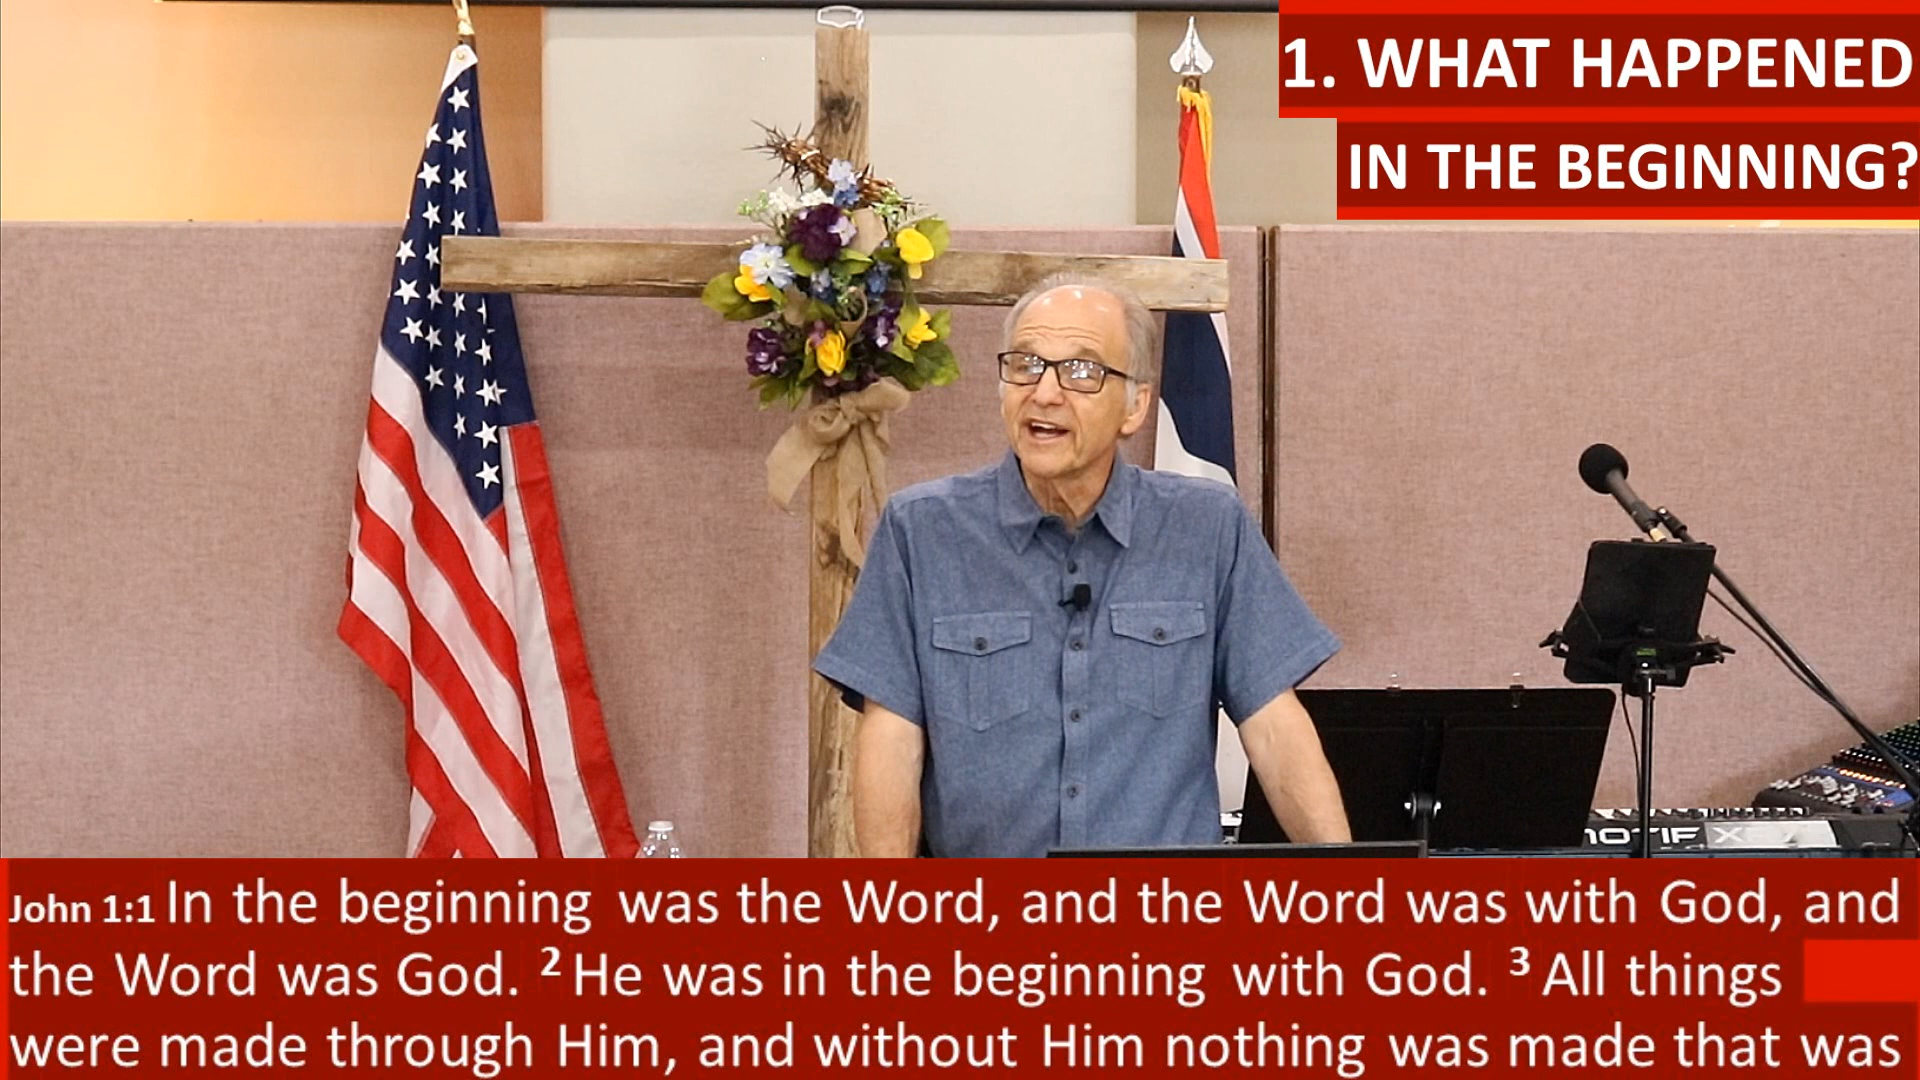 1. WHAT HAPPENED
IN THE BEGINNING?
MOTIF XF
John 1:1 In the beginning was the Word, and the Word was with God, and
the Word was God. 2 He was in the beginning with God. 3 All things
were made through Him, and without Him nothing was made that was